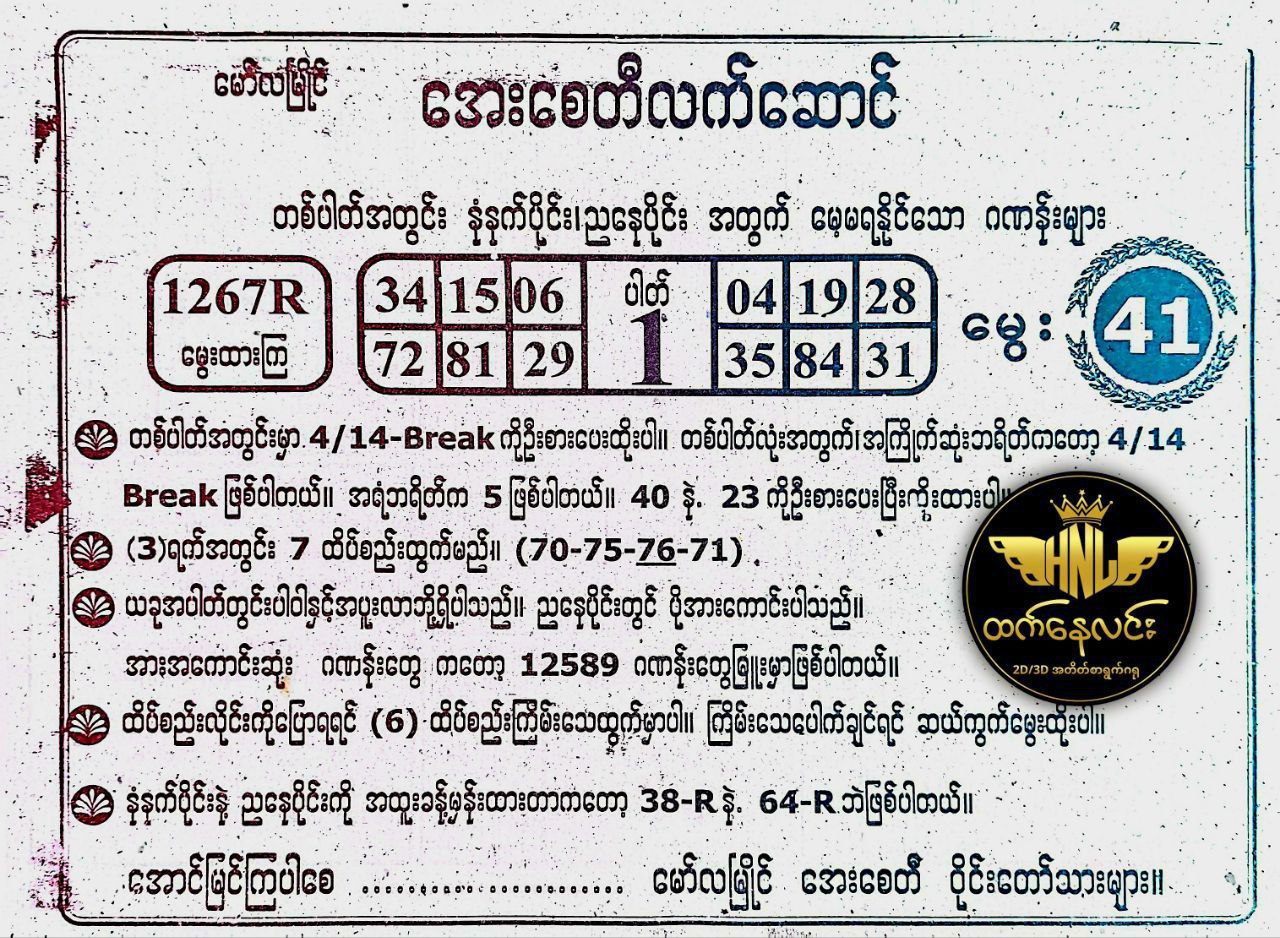 မော်လမြိုင်
အေးစေတီလက်ဆောင်
တစ်ပါတ်အတွင်း နံနက်ပိုင်း၊ညနေပိုင်း အတွက် မေ့မရနိုင်သော ဂဏန်းများ
1267R
မွေးထားကြ
34 15 06
72 81 29
ပါတ်
1
04 19 28
35 84 31
မွေး :
41
တစ်ပါတ်အတွင်းမှာ 4/14-Break ကိုဦးစားပေးထိုးပါ။ တစ်ပါတ်လုံးအတွက်၊အကြိုက်ဆုံးဘရိတ်ကတော့ 4/14
Break ဖြစ်ပါတယ်။ အရံဘရိတ်က 5 ဖြစ်ပါတယ်။ 40 နဲ့ 23 ကိုဦးစားပေးပြီးကိုးထားပါ။
(3)ရက်အတွင်း 7 ထိပ်စည်းထွက်မည်။ (70-75-76-71)
ယခုအပါတ်တွင်းပါဝါနှင့်အပူးလာဘို့ရှိပါသည်။ ညနေပိုင်းတွင် ပိုအားကောင်းပါသည်။
အားအကောင်းဆုံး ဂဏန်းတွေ ကတော့ 12589 ဂဏန်းတွေမြူးမှာဖြစ်ပါတယ်။
ထိပ်စည်းလိုင်းကိုပြောရရင် (6) ထိပ်စည်းကြိမ်းသေထွက်မှာပါ။ ကြိမ်းသေပေါက်ချင်ရင် ဆယ်ကွက်မွေးထိုးပါ။
နံနက်ပိုင်းနဲ့ ညနေပိုင်းကို အထူးခန့်မှန်းထားတာကတော့ 38-R နဲ့ 64-R ဘဲဖြစ်ပါတယ်။
အောင်မြင်ကြပါစေ ........................ မော်လမြိုင် အေးစေတီ ဝိုင်းတော်သားများ။
HNL
ထက်နေလင်း
2D/3D အတိတ်စာရွက်ဂရု